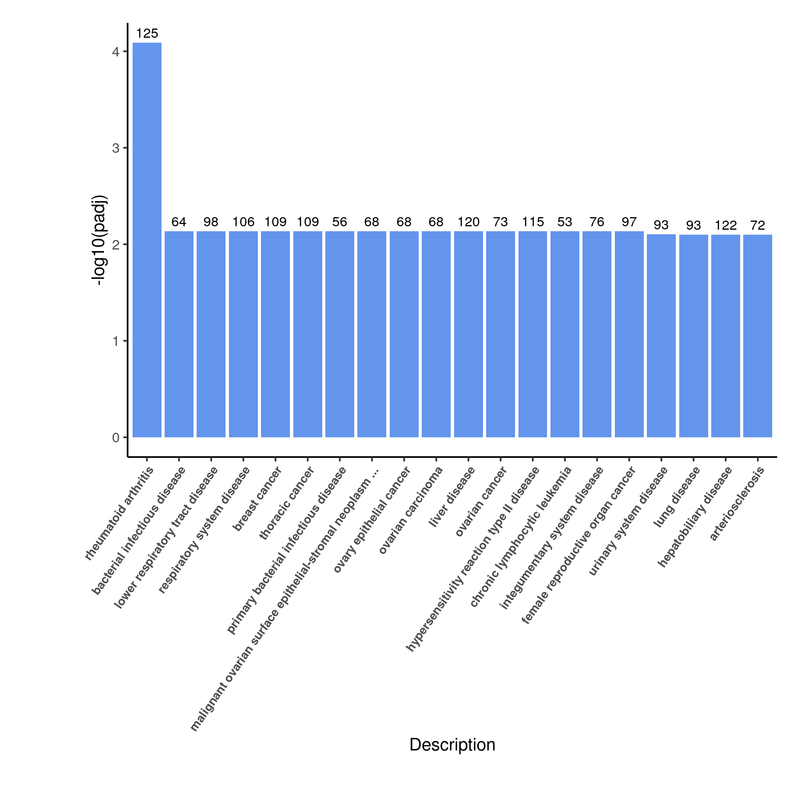 125
64
98
106
109
109
56
68
68
68
120
73
115
53
76
97
93
93
122
72
4
3
2
1
0
-log10(padj)
rheumatoid arthritis
bacterial infectious disease
lower respiratory tract disease
respiratory system disease
breast cancer
thoracic cancer
primary bacterial infectious disease
malignant ovarian surface epithelial-stromal neoplasm ...
ovary epithelial cancer
ovarian carcinoma
liver disease
ovarian cancer
hypersensitivity reaction type II disease
chronic lymphocytic leukemia
integumentary system disease
female reproductive organ cancer
urinary system disease
lung disease
hepatobiliary disease
arteriosclerosis
Description